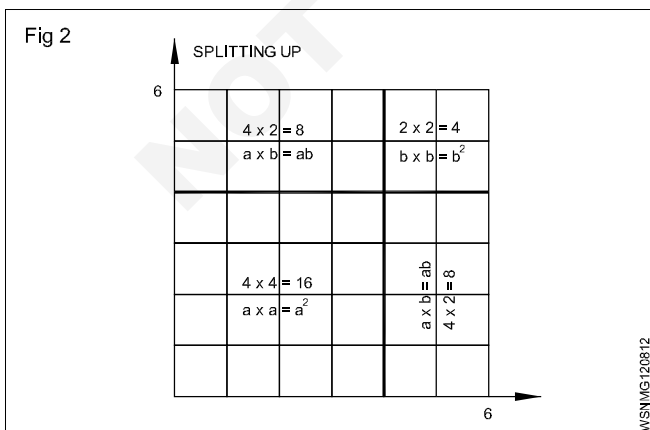 Fig 2
SPLITTING UP
6
4 x 2 = 8
a x b = ab
2 x 2 = 4
b x b = b²
4 x 4 = 16
a x a = a²
a x b = ab
4 x 2 = 8
6
WSNMG120812
NOT